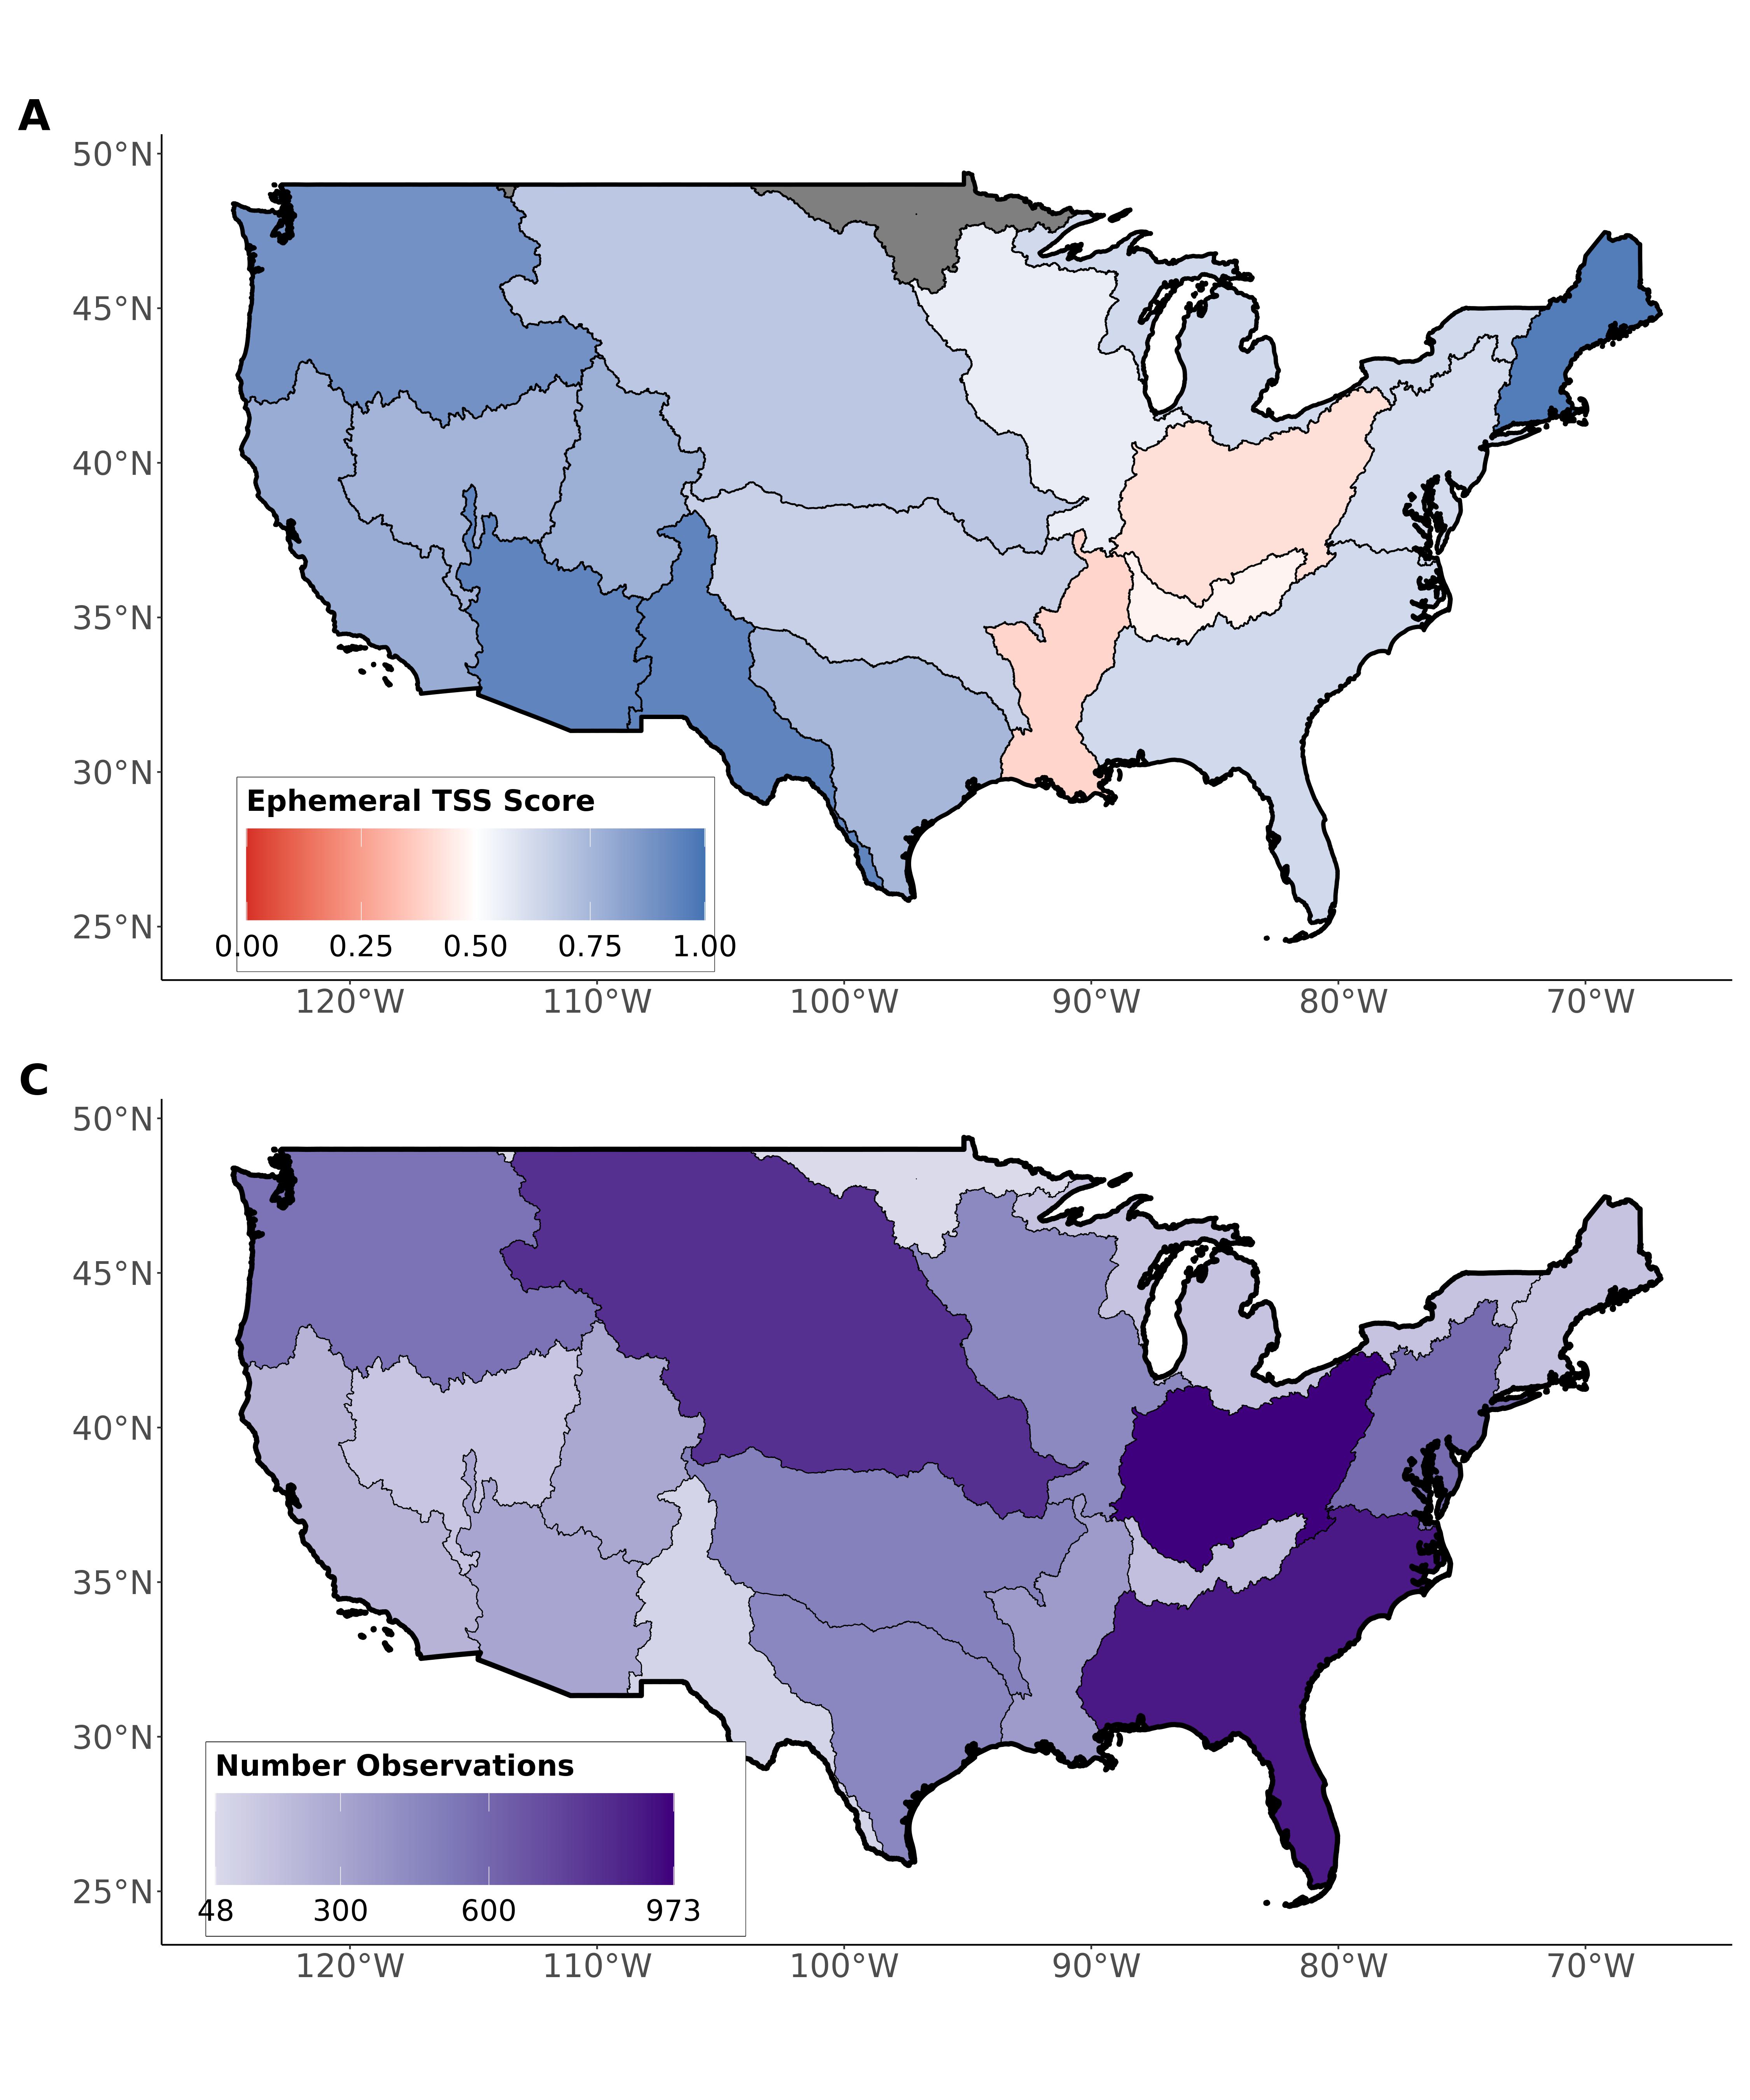 A
50°N
45°N
40°N
35°N
30°N
25°N
Ephemeral TSS Score
0.00 0.25 0.50 0.75 1.00
120°W 110°W 100°W 90°W 80°W 70°W
C
50°N
45°N
40°N
35°N
30°N
25°N
Number Observations
48 300 600 973
120°W 110°W 100°W 90°W 80°W 70°W